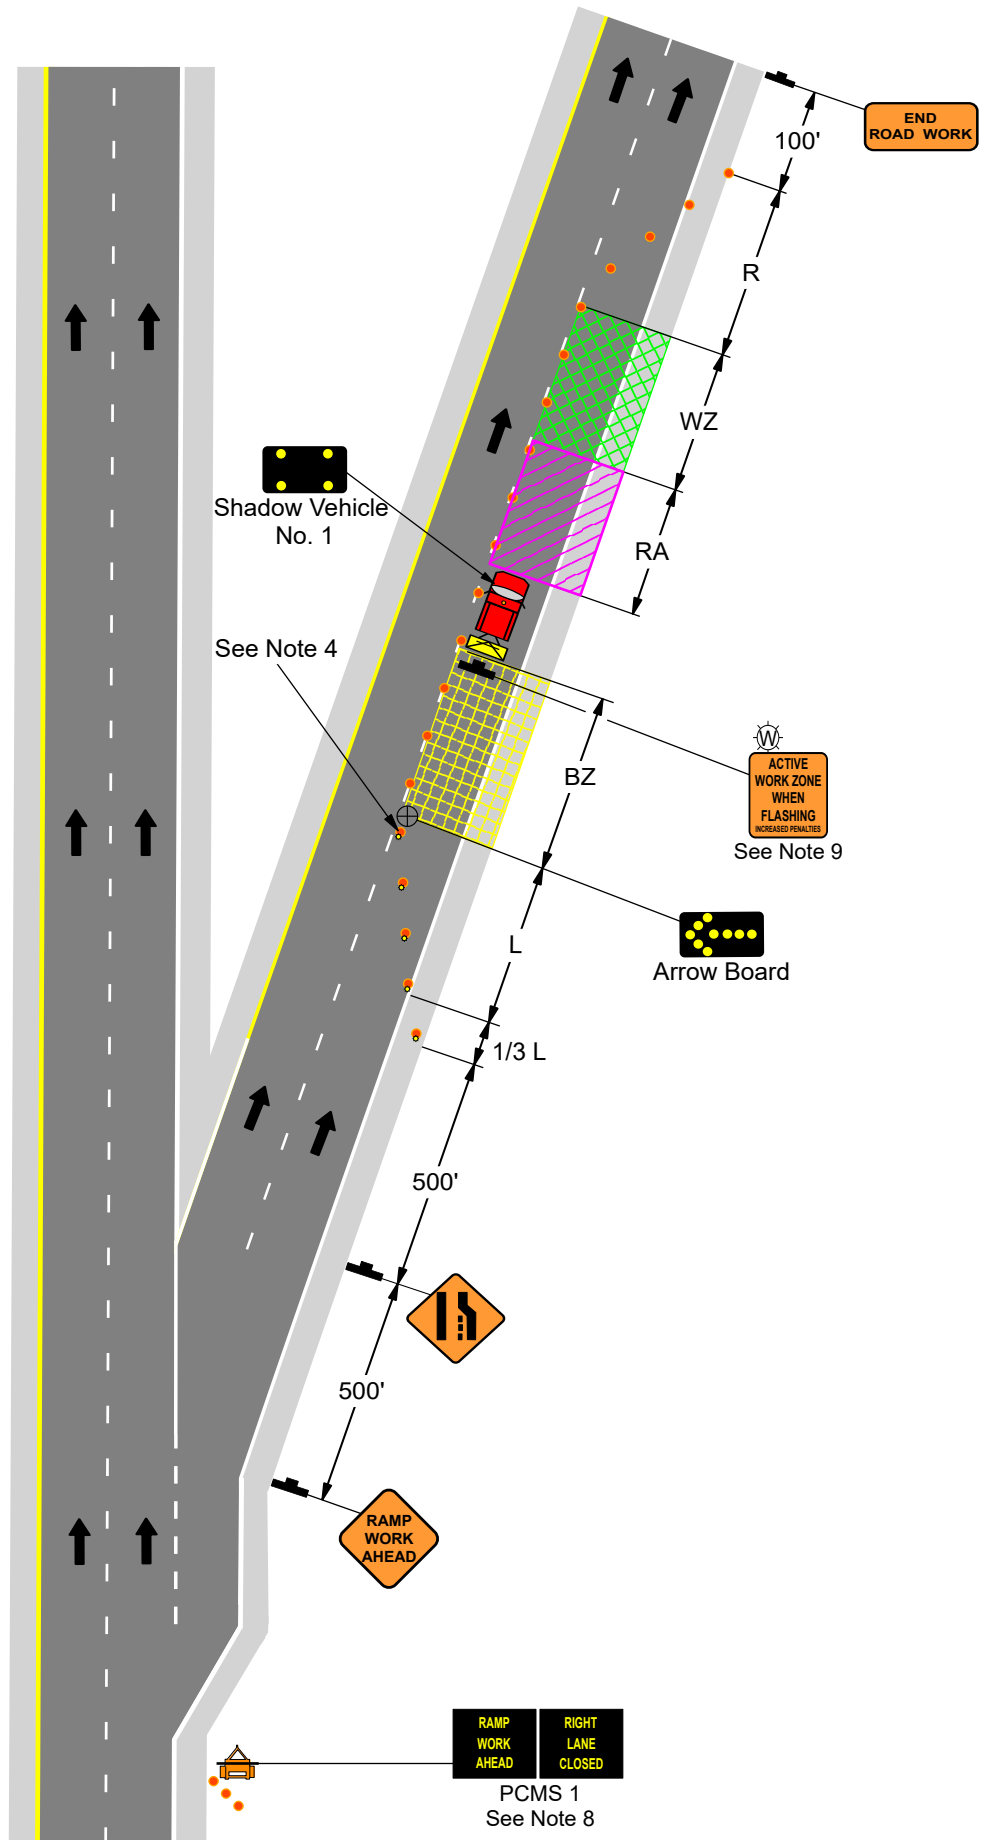 END
ROAD WORK
100'
R
WZ
Shadow Vehicle
No. 1
RA
See Note 4
W
ACTIVE
WORK ZONE
WHEN
FLASHING
INCREASED PENALTIES
See Note 9
BZ
L
Arrow Board
1/3 L
500'
500'
RAMP
WORK
AHEAD
RAMP
WORK
AHEAD
RIGHT
LANE
CLOSED
PCMS 1
See Note 8